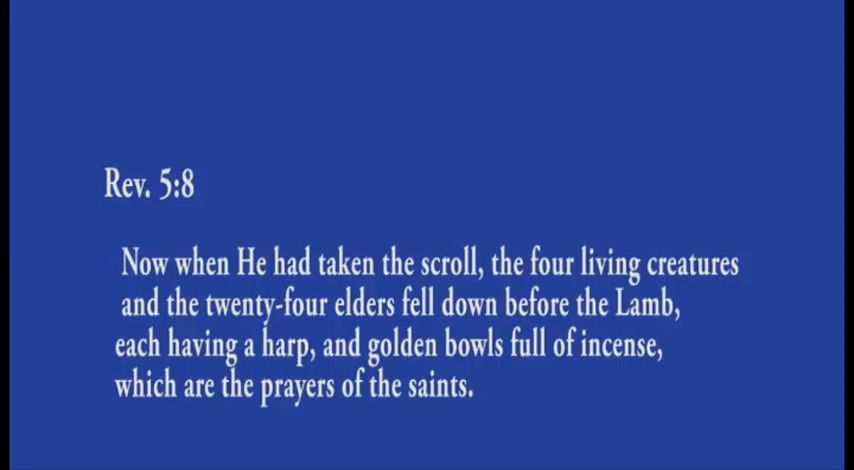 Rev. 5:8
Now when He had taken the scroll, the four living creatures
and the twenty-four elders fell down before the Lamb,
each having a harp, and golden bowls full of incense,
which are the prayers of the saints.